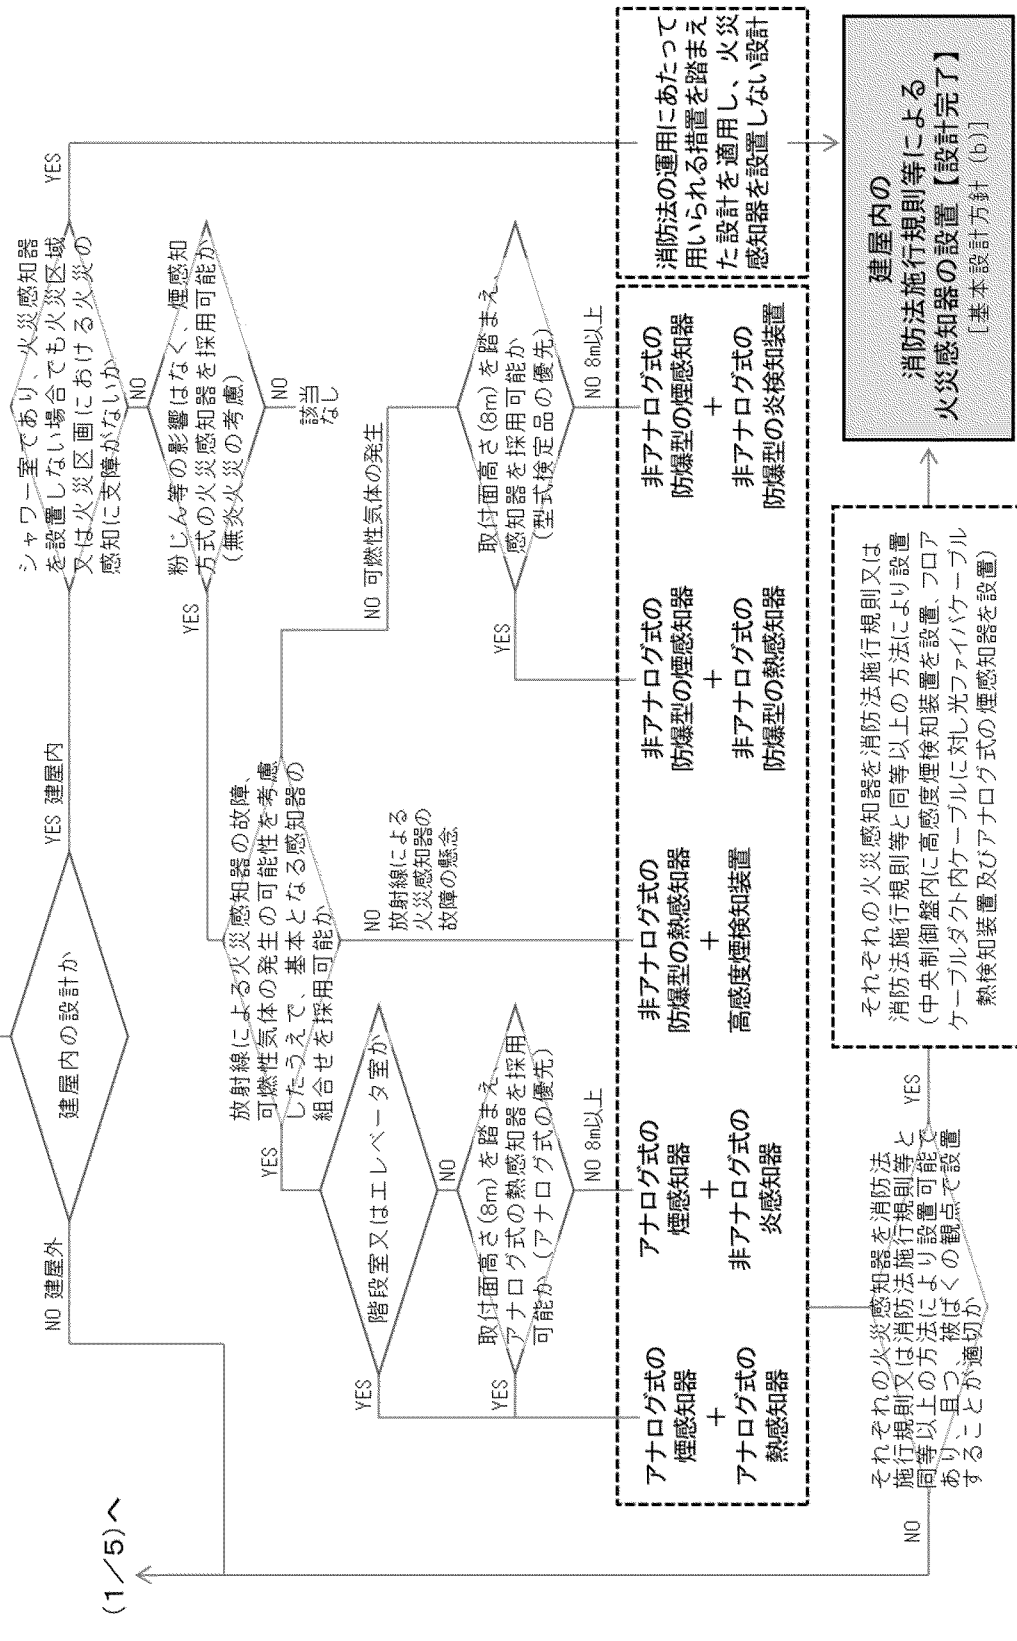 (1/5)へ
NO 建屋外
建屋内の設計か
YES 建屋内
シャワー室であり、火災感知器
を設置しない場合でも火災区域
又は火災区画における火災の
感知に支障がないか
YES
NO
粉じん等の影響はなく、煙感知
方式の火災感知器を採用可能か
(無炎火災の考慮)
YES
NO
該当
なし
放射線による火災感知器の故障、
可燃性気体の発生の可能性を考慮
したうえで、基本となる感知器の
組合せを採用可能か
YES
NO
放射線による
火災感知器の
故障の懸念
NO 可燃性気体の発生
階段室又はエレベータ室か
YES
NO
取付面高さ(8m)を踏まえ、
アナログ式の熱感知器を採用
可能か (アナログ式の優先)
YES
NO 8m以上
取付面高さ(8m)を踏まえ、
感知器を採用可能か
(型式検定品の優先)
YES
NO 8m以上
アナログ式の
煙感知器
+
アナログ式の
熱感知器
アナログ式の
煙感知器
+
非アナログ式の
炎感知器
非アナログ式の
防爆型の熱感知器
+
高感度煙検知装置
非アナログ式の
防爆型の煙感知器
+
非アナログ式の
防爆型の熱感知器
非アナログ式の
防爆型の煙感知器
+
非アナログ式の
防爆型の炎検知装置
消防法の運用にあたって
用いられる措置を踏まえ
た設計を適用し、火災
感知器を設置しない設計
それぞれの火災感知器を消防法
施行規則又は消防法施行規則等と
同等以上の方法により設置可能で
あり、且つ、被ばくの観点で設置
することが適切か
NO
YES
それぞれの火災感知器を消防法施行規則又は
消防法施行規則等と同等以上の方法により設置
(中央制御盤内に高感度煙検知装置を設置、フロア
ケーブルダクト内ケーブルに対し光ファイバケーブル
熱検知装置及びアナログ式の煙感知器を設置)
建屋内の
消防法施行規則等による
火災感知器の設置【設計完了】
[基本設計方針 (b)]